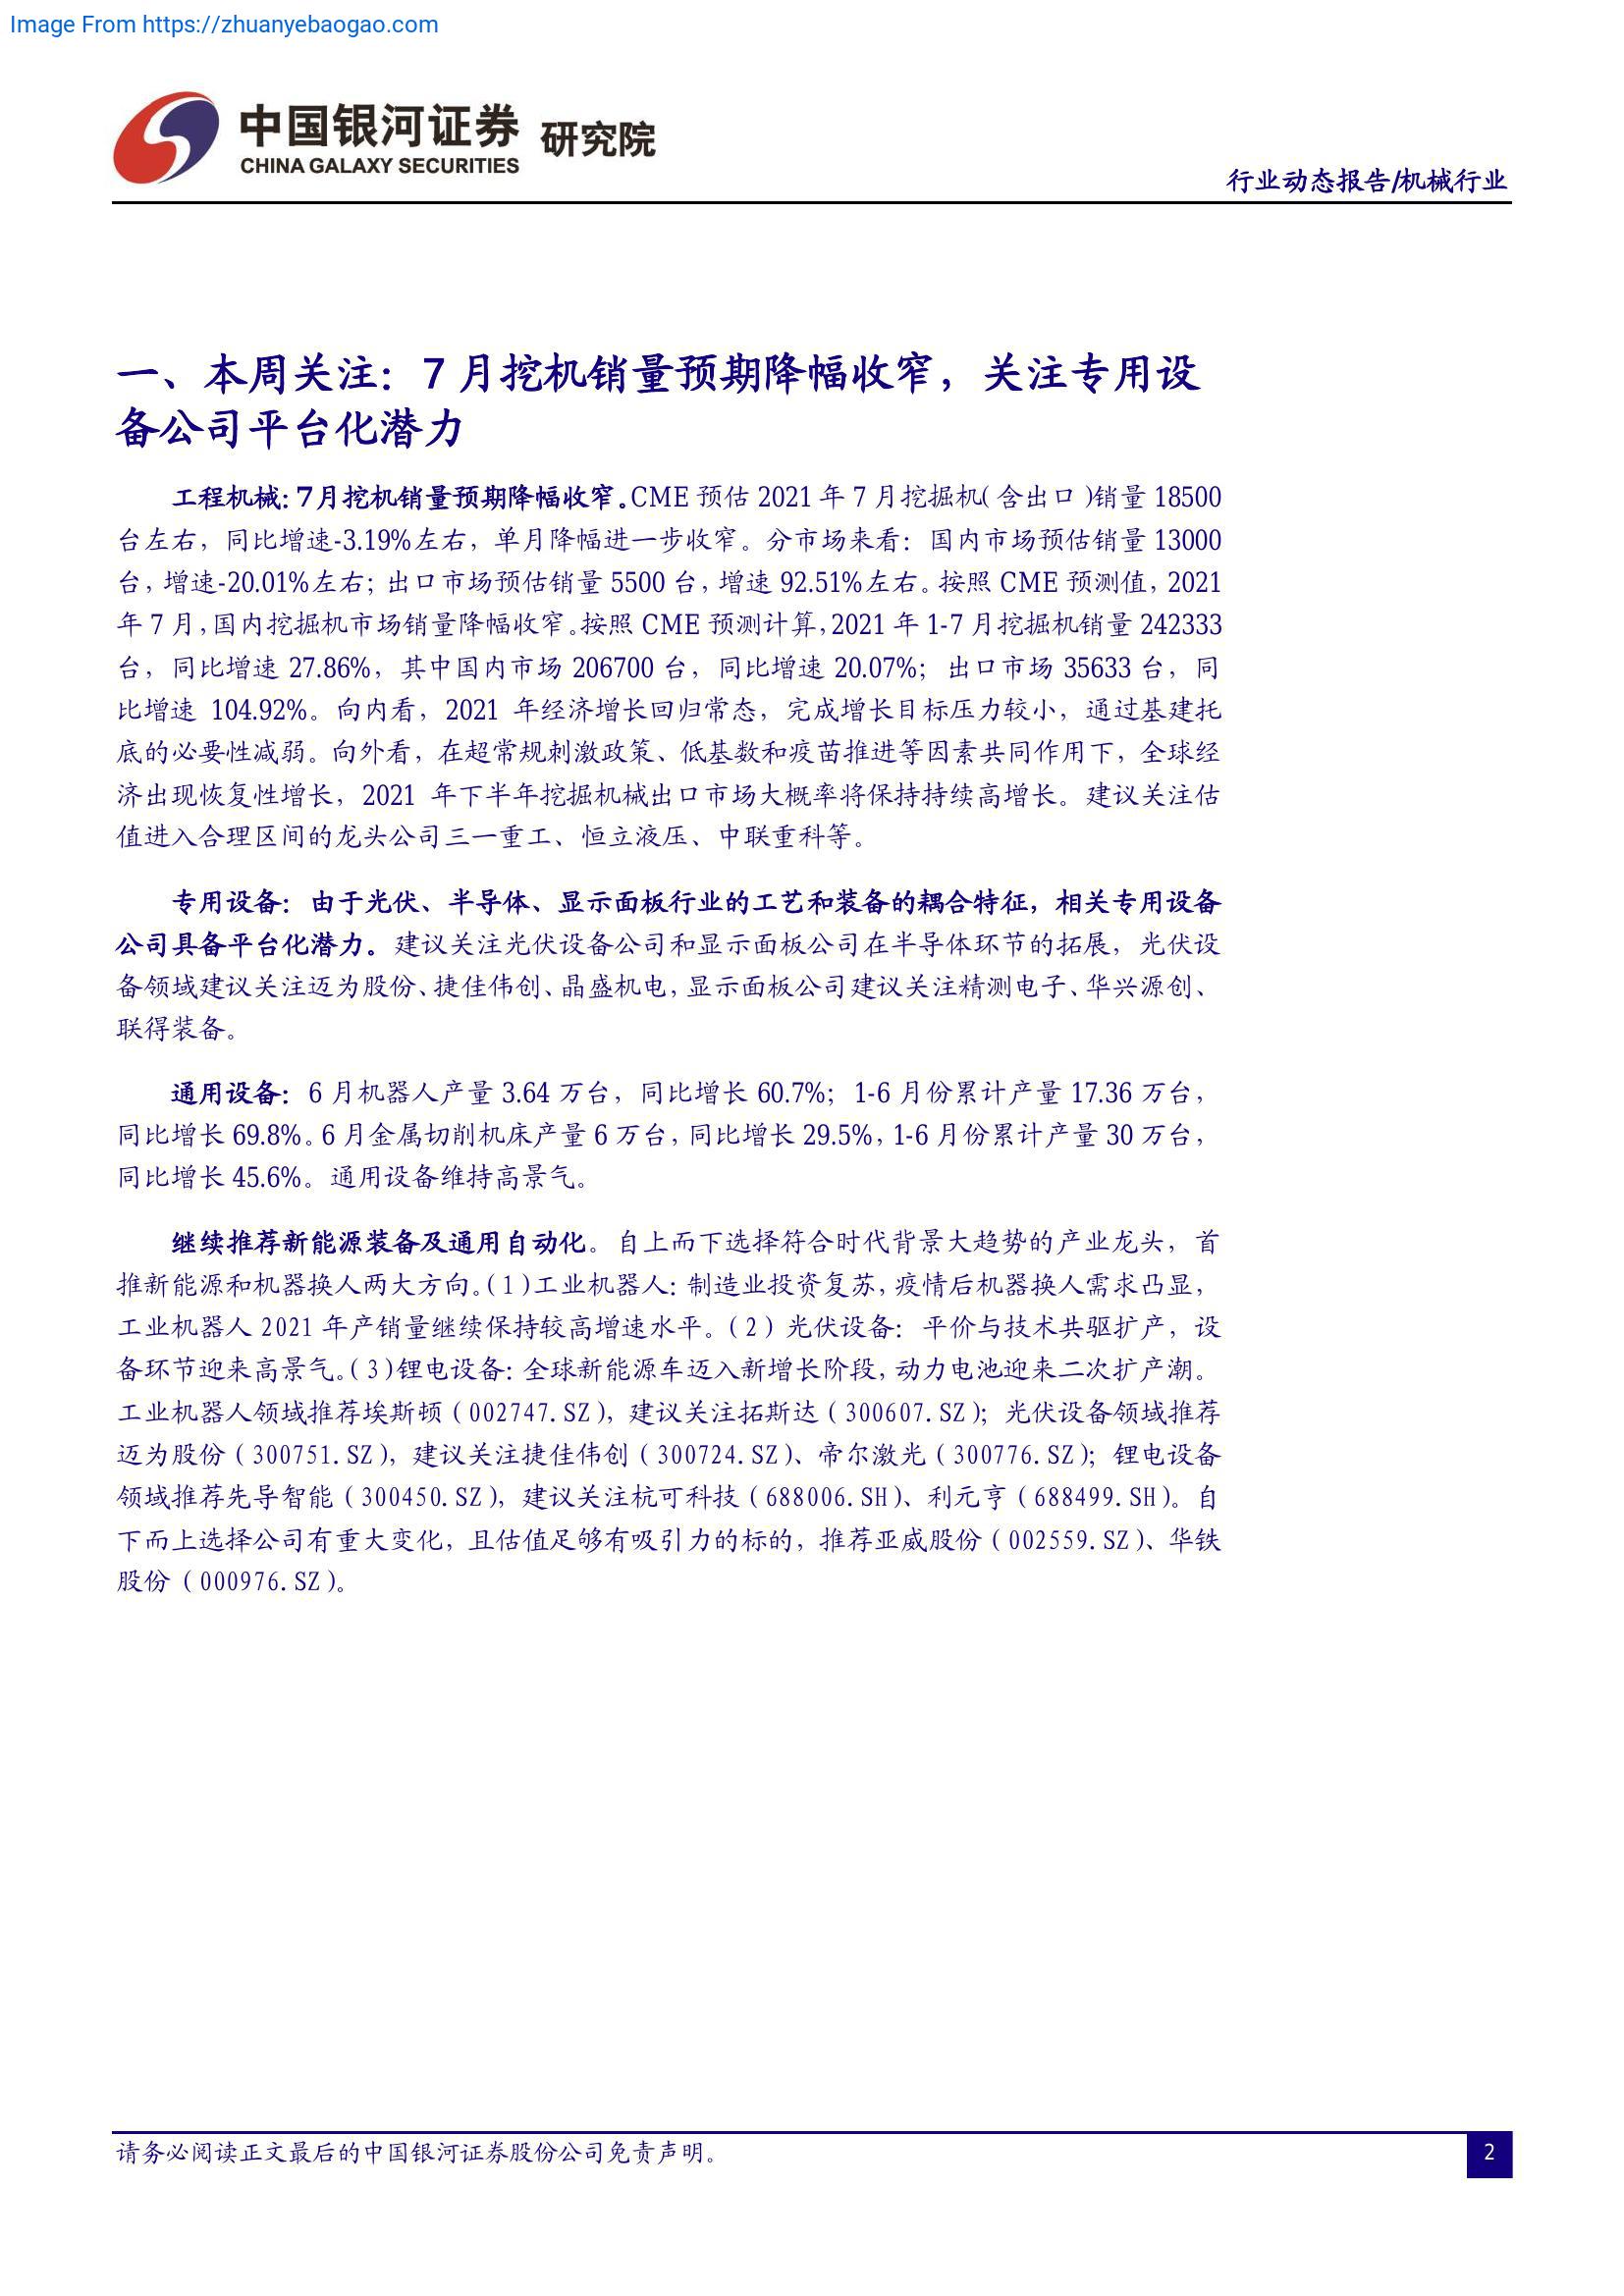 Image From https://zhuanyebaogao.com
中国银河证券 研究院
CHINA GALAXY SECURITIES
行业动态报告/机械行业
一、本周关注：7 月挖机销量预期降幅收窄，关注专用设
备公司平台化潜力
工程机械：7月挖机销量预期降幅收窄。CME 预估 2021 年 7 月挖掘机（含出口）销量 18500
台左右，同比增速-3.19%左右，单月降幅进一步收窄。分市场来看：国内市场预估销量 13000
台，增速-20.01%左右；出口市场预估销量 5500 台，增速 92.51%左右。按照 CME 预测值，2021
年 7 月，国内挖掘机市场销量降幅收窄。按照 CME 预测计算，2021 年 1-7 月挖掘机销量 242333
台，同比增速 27.86%，其中国内市场 206700 台，同比增速 20.07%；出口市场 35633 台，同
比增速 104.92%。向内看，2021 年经济增长回归常态，完成增长目标压力较小，通过基建托
底的必要性减弱。向外看，在超常规刺激政策、低基数和疫苗推进等因素共同作用下，全球经
济出现恢复性增长，2021 年下半年挖掘机械出口市场大概率将保持持续高增长。建议关注估
值进入合理区间的龙头公司三一重工、恒立液压、中联重科等。
专用设备：由于光伏、半导体、显示面板行业的工艺和装备的耦合特征，相关专用设备
公司具备平台化潜力。建议关注光伏设备公司和显示面板公司在半导体环节的拓展，光伏设
备领域建议关注迈为股份、捷佳伟创、晶盛机电，显示面板公司建议关注精测电子、华兴源创、
联得装备。
通用设备：6 月机器人产量 3.64 万台，同比增长 60.7%；1-6 月份累计产量 17.36 万台，
同比增长 69.8%。6 月金属切削机床产量 6 万台，同比增长 29.5%，1-6 月份累计产量 30 万台，
同比增长 45.6%。通用设备维持高景气。
继续推荐新能源装备及通用自动化。自上而下选择符合时代背景大趋势的产业龙头，首
推新能源和机器换人两大方向。（1）工业机器人：制造业投资复苏，疫情后机器换人需求凸显，
工业机器人 2021 年产销量继续保持较高增速水平。（2）光伏设备：平价与技术共驱扩产，设
备环节迎来高景气。（3）锂电设备：全球新能源车迈入新增长阶段，动力电池迎来二次扩产潮。
工业机器人领域推荐埃斯顿（002747.SZ），建议关注拓斯达（300607.SZ）；光伏设备领域推荐
迈为股份（300751.SZ），建议关注捷佳伟创（300724.SZ）、帝尔激光（300776.SZ）；锂电设备
领域推荐先导智能（300450.SZ），建议关注杭可科技（688006.SH）、利元亨（688499.SH）。自
下而上选择公司有重大变化，且估值足够有吸引力的标的，推荐亚威股份（002559.SZ）、华铁
股份（000976.SZ）。
请务必阅读正文最后的中国银河证券股份公司免责声明。
2